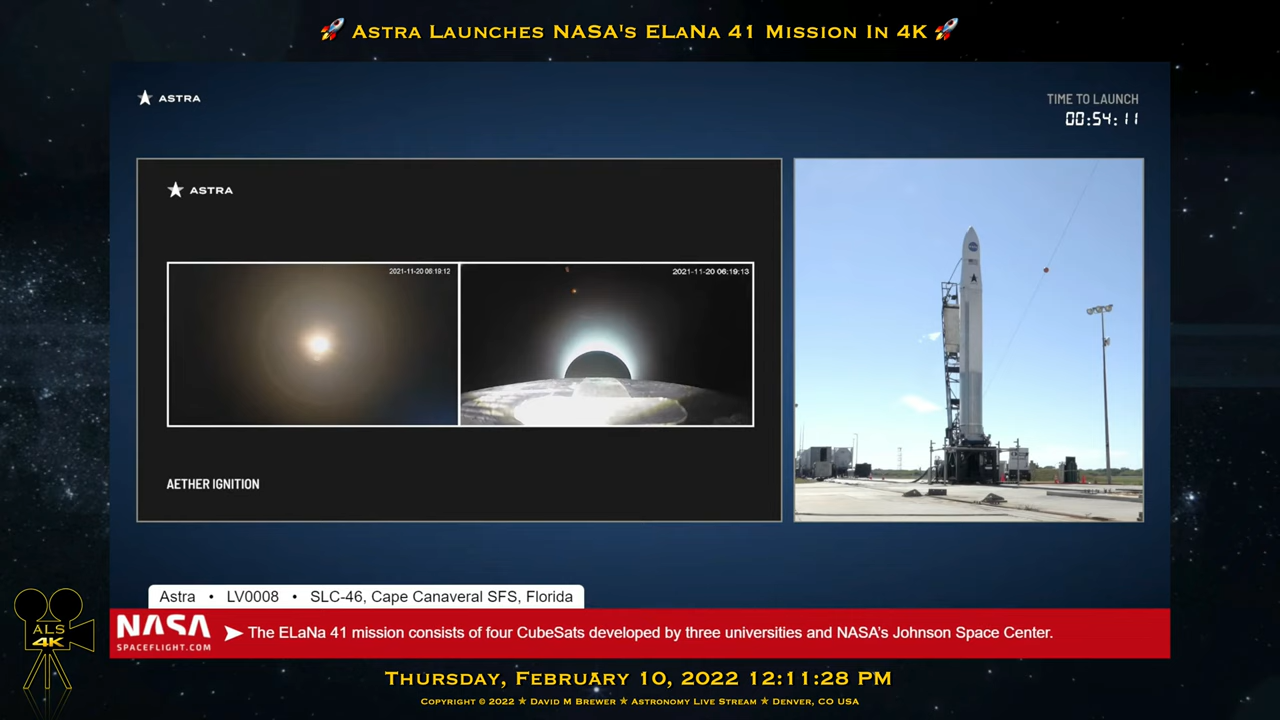 🚀 Astra Launches NASA's ELaNa 41 Mission In 4K 🚀
ASTRA
TIME TO LAUNCH
00:54:11
ASTRA
2021-11-20 06:19:12
2021-11-20 06:19:13
AETHER IGNITION
Astra • LV0008 • SLC-46, Cape Canaveral SFS, Florida
NASA
SPACEFLIGHT.COM
The ELaNa 41 mission consists of four CubeSats developed by three universities and NASA's Johnson Space Center.
ALS
4K
Thursday, February 10, 2022 12:11:28 PM
Copyright © 2022 ★ David M Brewer ★ Astronomy Live Stream ★ Denver, CO USA